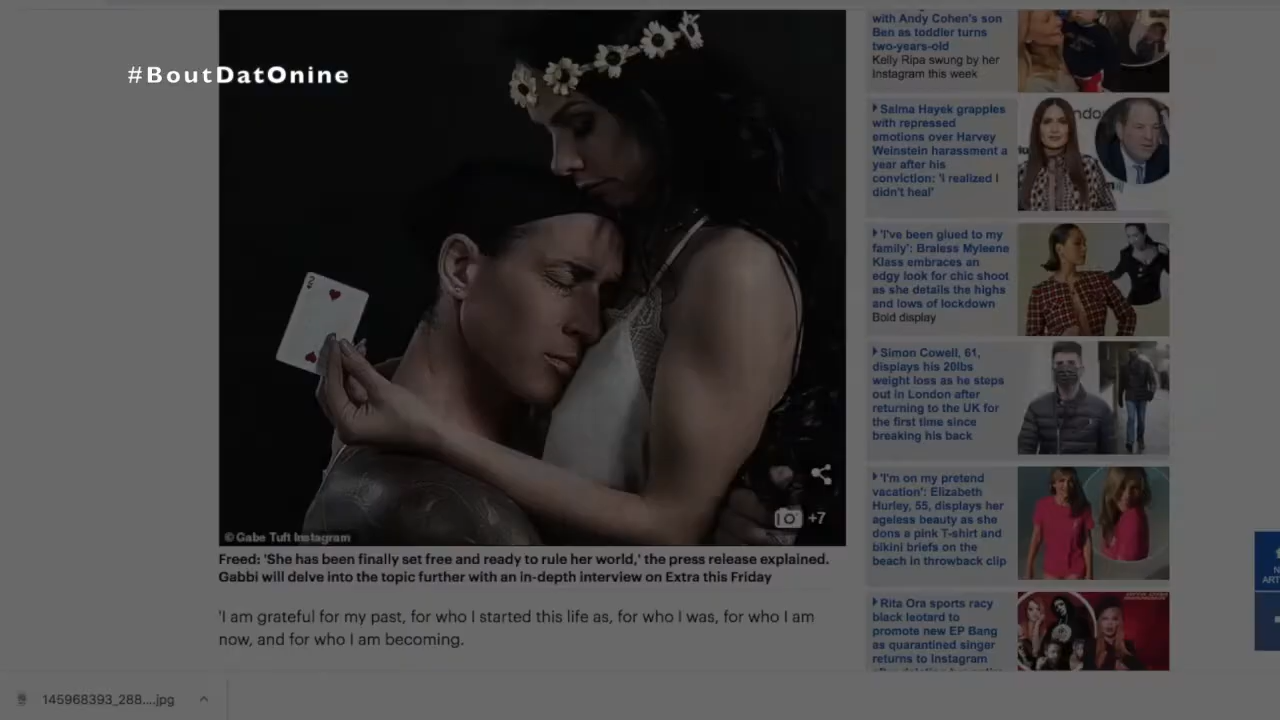 #BoutDatOnine
2
© Gabe Tuft Instagram
+7
Freed: 'She has been finally set free and ready to rule her world,' the press release explained.
Gabbi will delve into the topic further with an in-depth interview on Extra this Friday
'I am grateful for my past, for who I started this life as, for who I was, for who I am
now, and for who I am becoming.
with Andy Cohen's son
Ben as toddler turns
two-years-old
Kelly Ripa swung by her
Instagram this week
Salma Hayek grapples
with repressed
emotions over Harvey
Weinstein harassment a
year after his
conviction: 'I realized I
didn't heal'
'I've been glued to my
family': Braless Myleene
Klass embraces an
edgy look for chic shoot
as she details the highs
and lows of lockdown
Bold display
Simon Cowell, 61,
displays his 20lbs
weight loss as he steps
out in London after
returning to the UK for
the first time since
breaking his back
'I'm on my pretend
vacation': Elizabeth
Hurley, 55, displays her
ageless beauty as she
dons a pink T-shirt and
bikini briefs on the
beach in throwback clip
Rita Ora sports racy
black leotard to
promote new EP Bang
as quarantined singer
returns to Instagram
145968393_288....jpg